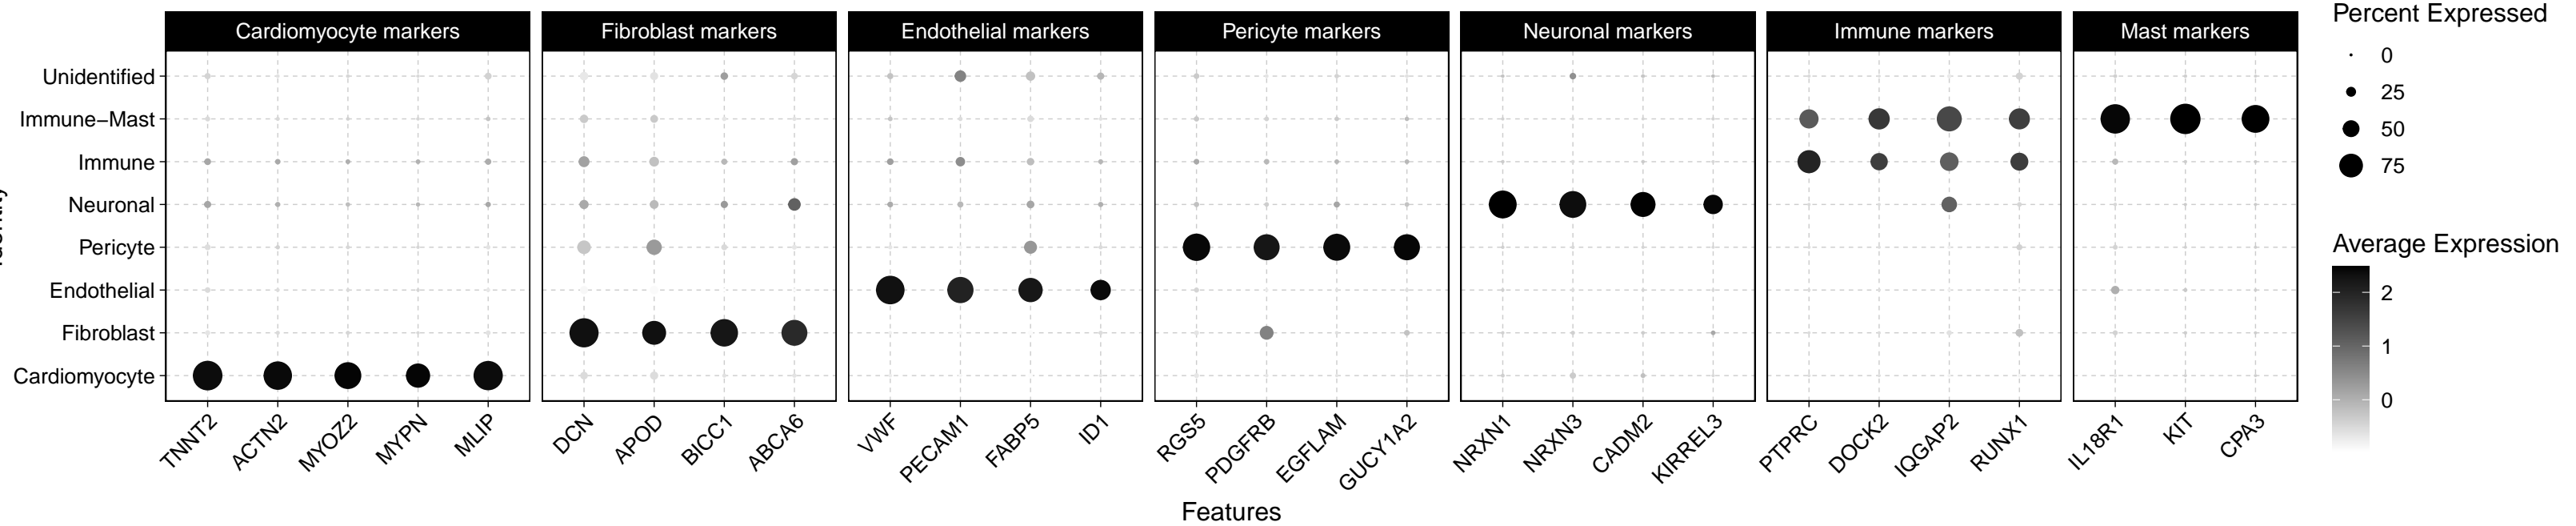 Cardiomyocyte markers
Fibroblast markers
Endothelial markers
Pericyte markers
Neuronal markers
Immune markers
Mast markers
Unidentified
Immune−Mast
Immune
Neuronal
Pericyte
Endothelial
Fibroblast
Cardiomyocyte
TNNT2
ACTN2
MYOZ2
MYPN
MLIP
DCN
APOD
BICC1
ABCA6
VWF
PECAM1
FABP5
ID1
RGS5
PDGFRB
EGFLAM
GUCY1A2
NRXN1
NRXN3
CADM2
KIRREL3
PTPRC
DOCK2
IQGAP2
RUNX1
IL18R1
KIT
CPA3
Features
Percent Expressed
0
25
50
75
Average Expression
2
1
0